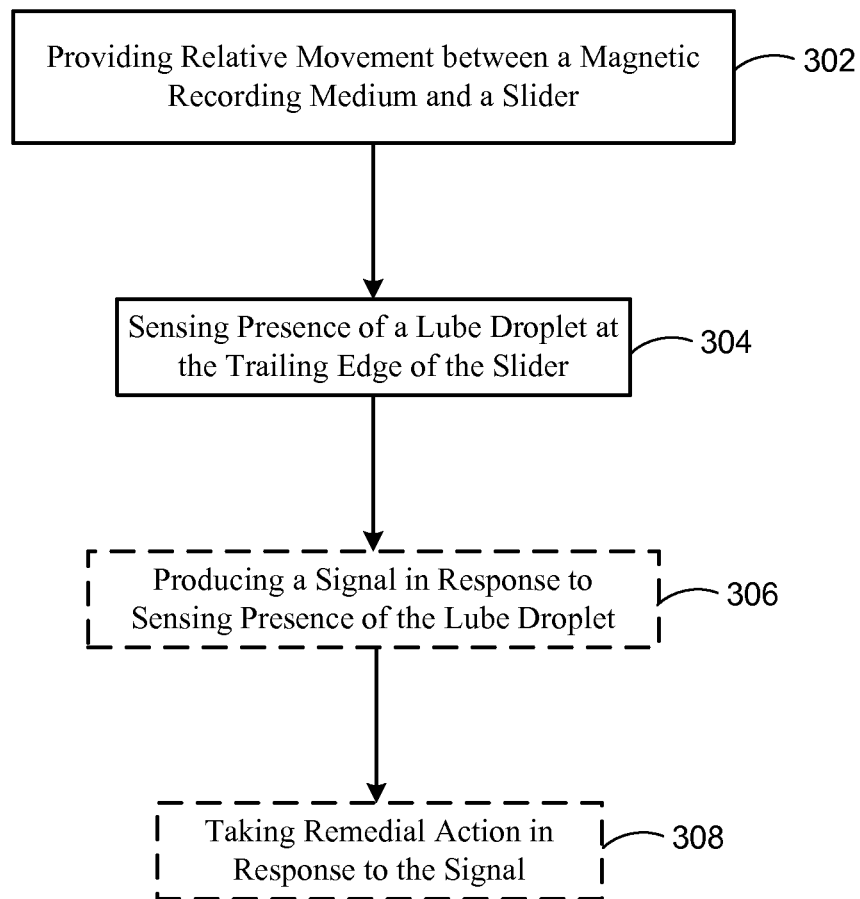 Providing Relative Movement between a Magnetic
Recording Medium and a Slider
302
Sensing Presence of a Lube Droplet at
the Trailing Edge of the Slider
304
Producing a Signal in Response to
Sensing Presence of the Lube Droplet
306
Taking Remedial Action in
Response to the Signal
308